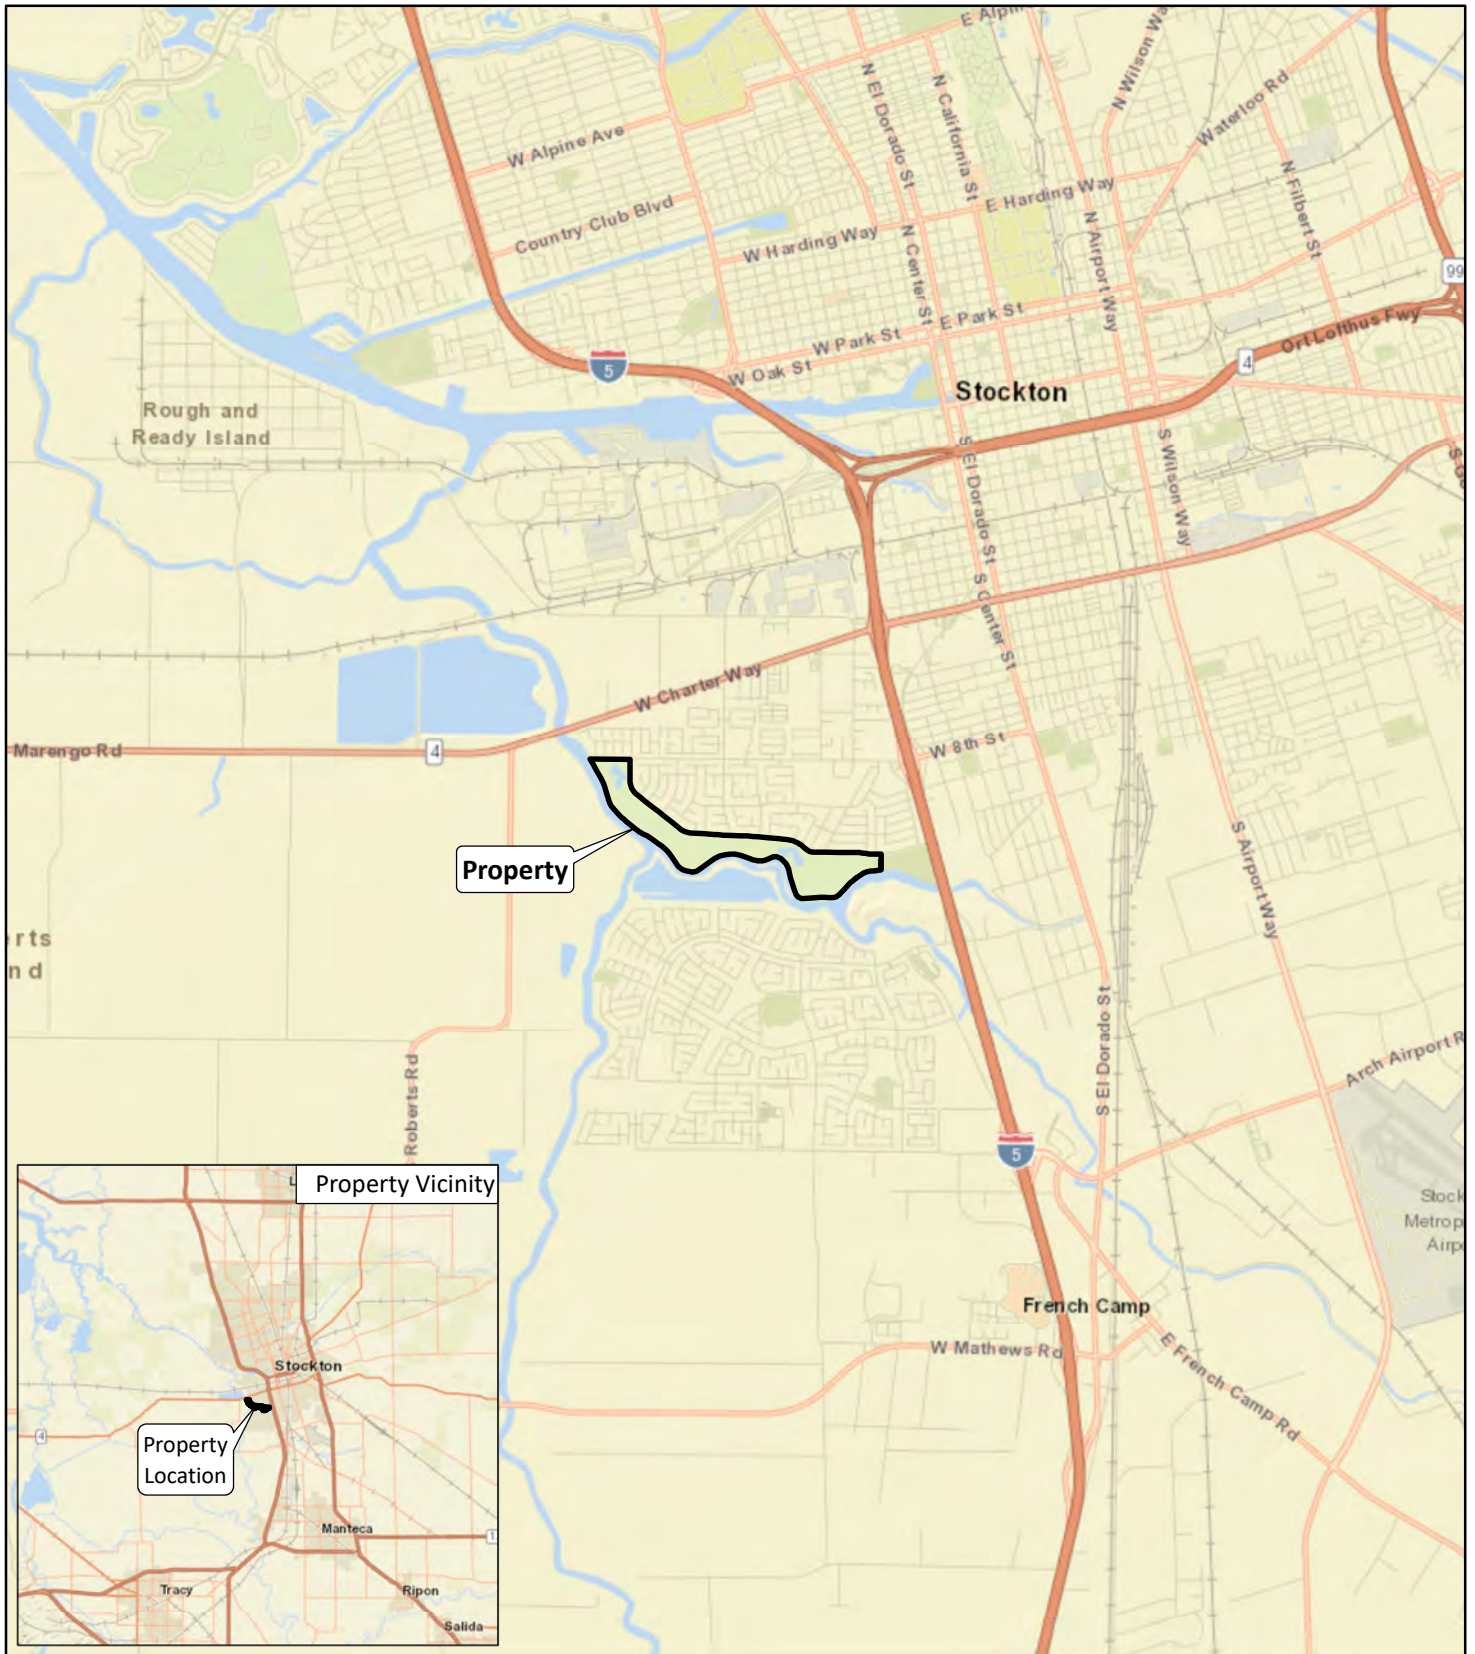 E Alpin
N Wilson Wa
N El Dorado St
N California St
Waterloo Rd
W Alpine Ave
N Filbert St
E Harding Way
Country Club Blvd
W Harding Way
N Center St
N Airport Way
99
E Park St
W Park St
Ort Lofthus Fwy
5
W Oak St
4
Stockton
Rough and
Ready Island
S El Dorado St
S Wilson Way
S Center St
W Charter Way
Marengo Rd
4
W 8th St
S Airport Way
Property
rts
nd
S El Dorado St
Arch Airport R
Roberts Rd
5
Stock
Metrop
Airp
French Camp
W Mathews Rd
E French Camp Rd
Property Vicinity
L
Stockton
4
Property
Location
Manteca
1
Tracy
Ripon
Salida